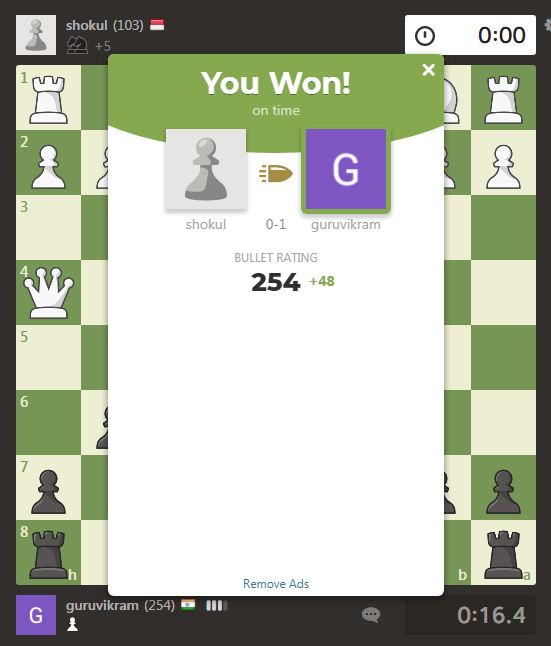 shokul (103)
+5
0:00
You Won!
on time
G
shokul 0-1 guruvikram
BULLET RATING
254 +48
Remove Ads
1
2
3
4
5
6
7
8
h b a
G guruvikram (254)
0:16.4